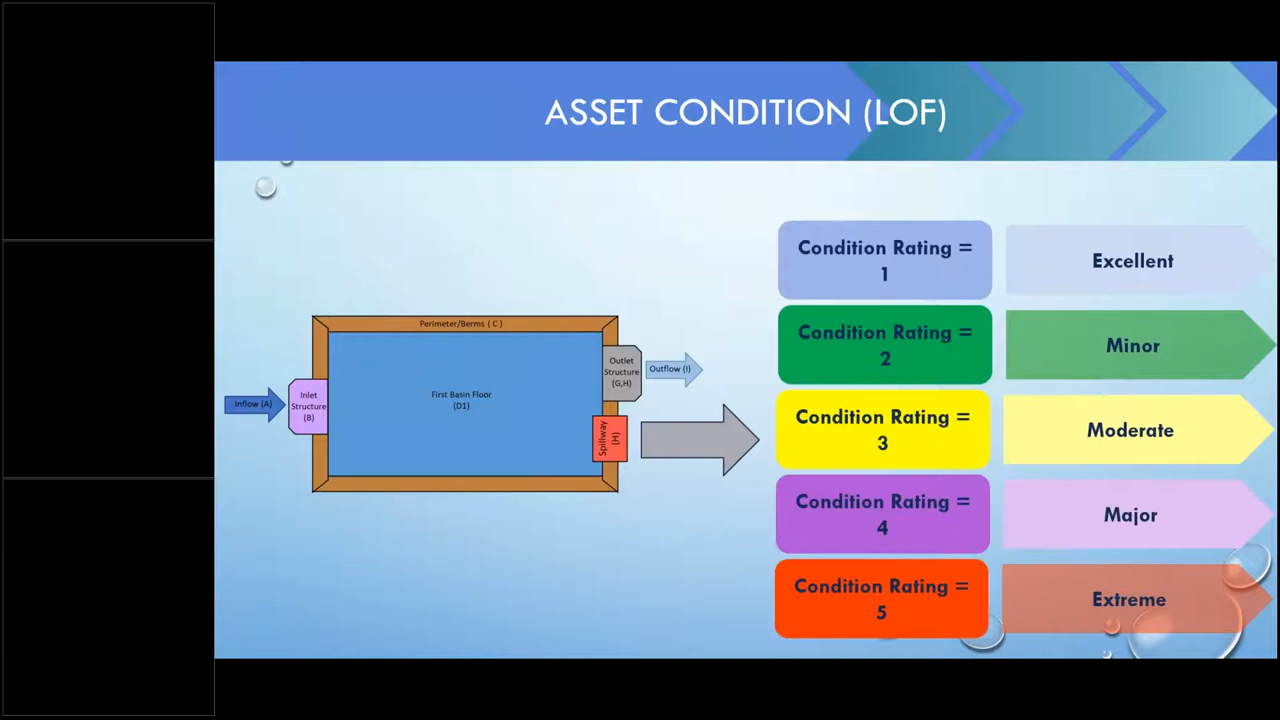 ASSET CONDITION (LOF)
Perimeter/Berms ( C )
Inflow (A)
Inlet
Structure
(B)
First Basin Floor
(D1)
Outlet
Structure
(G,H)
Outflow (I)
Spillway
(H)
Condition Rating =
1
Excellent
Condition Rating =
2
Minor
Condition Rating =
3
Moderate
Condition Rating =
4
Major
Condition Rating =
5
Extreme